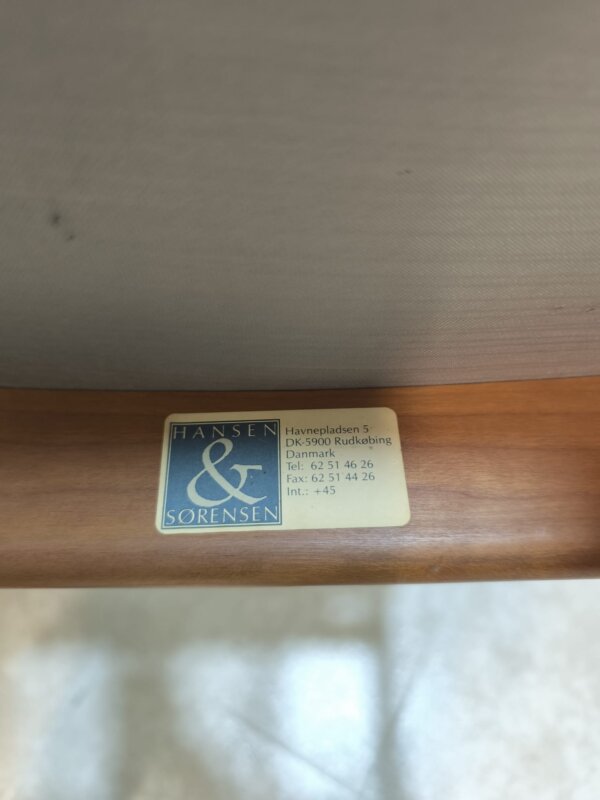 HANSEN
&
SØRENSEN
Havnepladsen 5
DK-5900 Rudkøbing
Danmark
Tel: 62 51 46 26
Fax: 62 51 44 26
Int.: +45